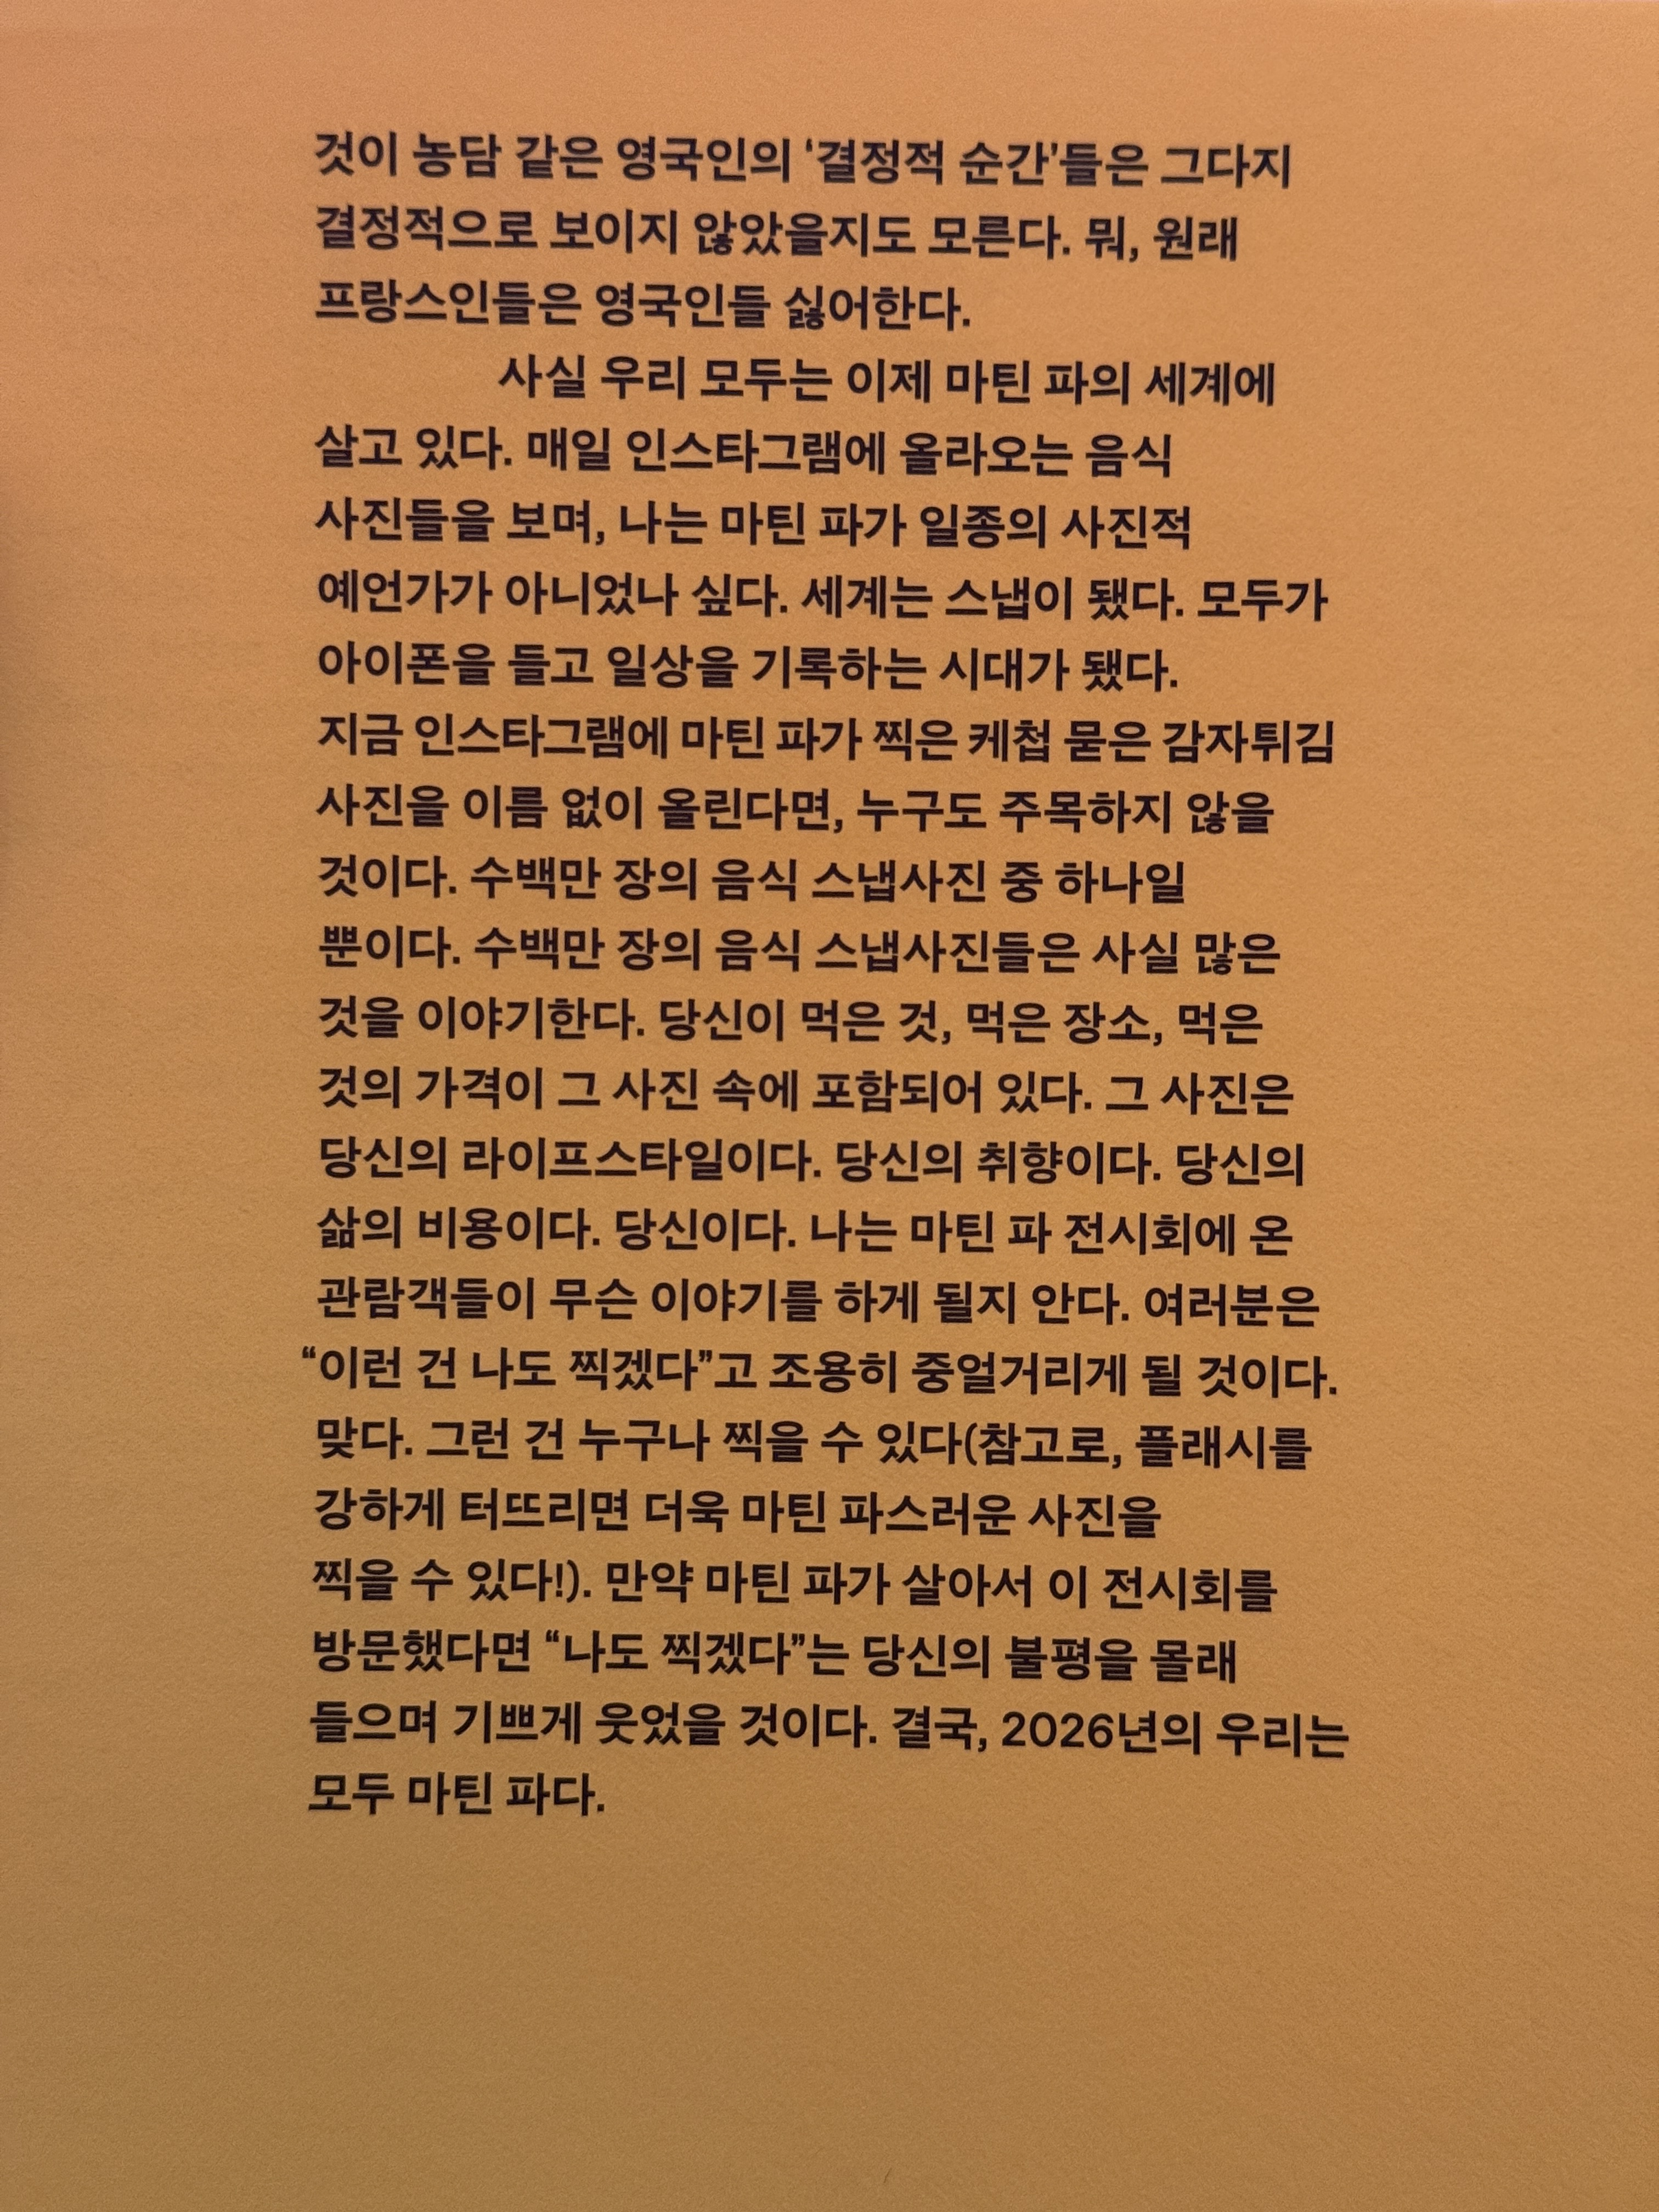 것이 농담 같은 영국인의 ‘결정적 순간’들은 그다지
결정적으로 보이지 않았을지도 모른다. 뭐, 원래
프랑스인들은 영국인들 싫어한다.
사실 우리 모두는 이제 마틴 파의 세계에
살고 있다. 매일 인스타그램에 올라오는 음식
사진들을 보며, 나는 마틴 파가 일종의 사진적
예언가가 아니었나 싶다. 세계는 스냅이 됐다. 모두가
아이폰을 들고 일상을 기록하는 시대가 됐다.
지금 인스타그램에 마틴 파가 찍은 케첩 묻은 감자튀김
사진을 이름 없이 올린다면, 누구도 주목하지 않을
것이다. 수백만 장의 음식 스냅사진 중 하나일
뿐이다. 수백만 장의 음식 스냅사진들은 사실 많은
것을 이야기한다. 당신이 먹은 것, 먹은 장소, 먹은
것의 가격이 그 사진 속에 포함되어 있다. 그 사진은
당신의 라이프스타일이다. 당신의 취향이다. 당신의
삶의 비용이다. 당신이다. 나는 마틴 파 전시회에 온
관람객들이 무슨 이야기를 하게 될지 안다. 여러분은
“이런 건 나도 찍겠다”고 조용히 중얼거리게 될 것이다.
맞다. 그런 건 누구나 찍을 수 있다(참고로, 플래시를
강하게 터뜨리면 더욱 마틴 파스러운 사진을
찍을 수 있다!). 만약 마틴 파가 살아서 이 전시회를
방문했다면 “나도 찍겠다”는 당신의 불평을 몰래
들으며 기쁘게 웃었을 것이다. 결국, 2026년의 우리는
모두 마틴 파다.